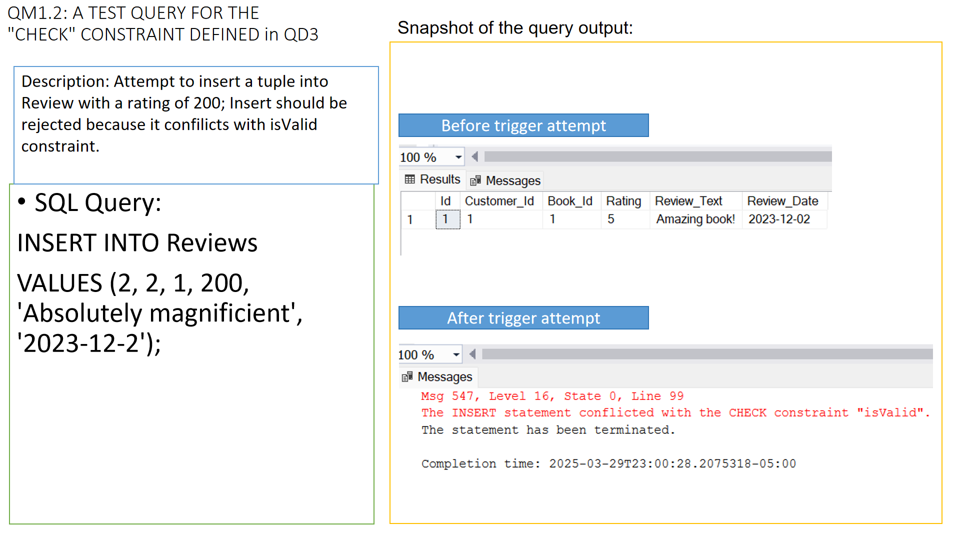 QM1.2: A TEST QUERY FOR THE
"CHECK" CONSTRAINT DEFINED in QD3
Description: Attempt to insert a tuple into
Review with a rating of 200; Insert should be
rejected because it confilicts with isValid
constraint.
• SQL Query:
INSERT INTO Reviews
VALUES (2, 2, 1, 200,
'Absolutely magnificient',
'2023-12-2');
Snapshot of the query output:
Before trigger attempt
100 %
Results Messages
Id Customer_Id Book_Id Rating Review_Text Review_Date
1 1 1 1 5 Amazing book! 2023-12-02
After trigger attempt
100 %
Messages
Msg 547, Level 16, State 0, Line 99
The INSERT statement conflicted with the CHECK constraint "isValid".
The statement has been terminated.
Completion time: 2025-03-29T23:00:28.2075318-05:00